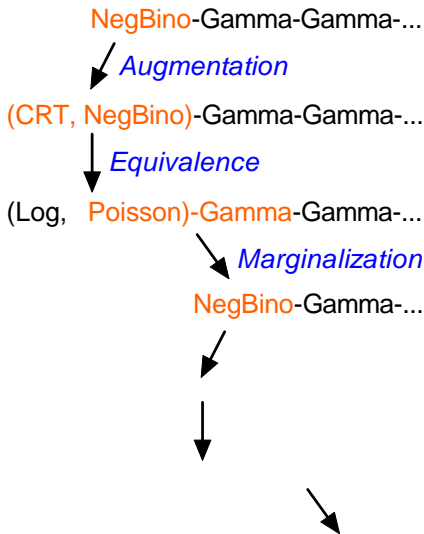 NegBino-Gamma-Gamma-...
Augmentation
(CRT, NegBino)-Gamma-Gamma-...
Equivalence
(Log, Poisson)-Gamma-Gamma-...
Marginalization
NegBino-Gamma-...